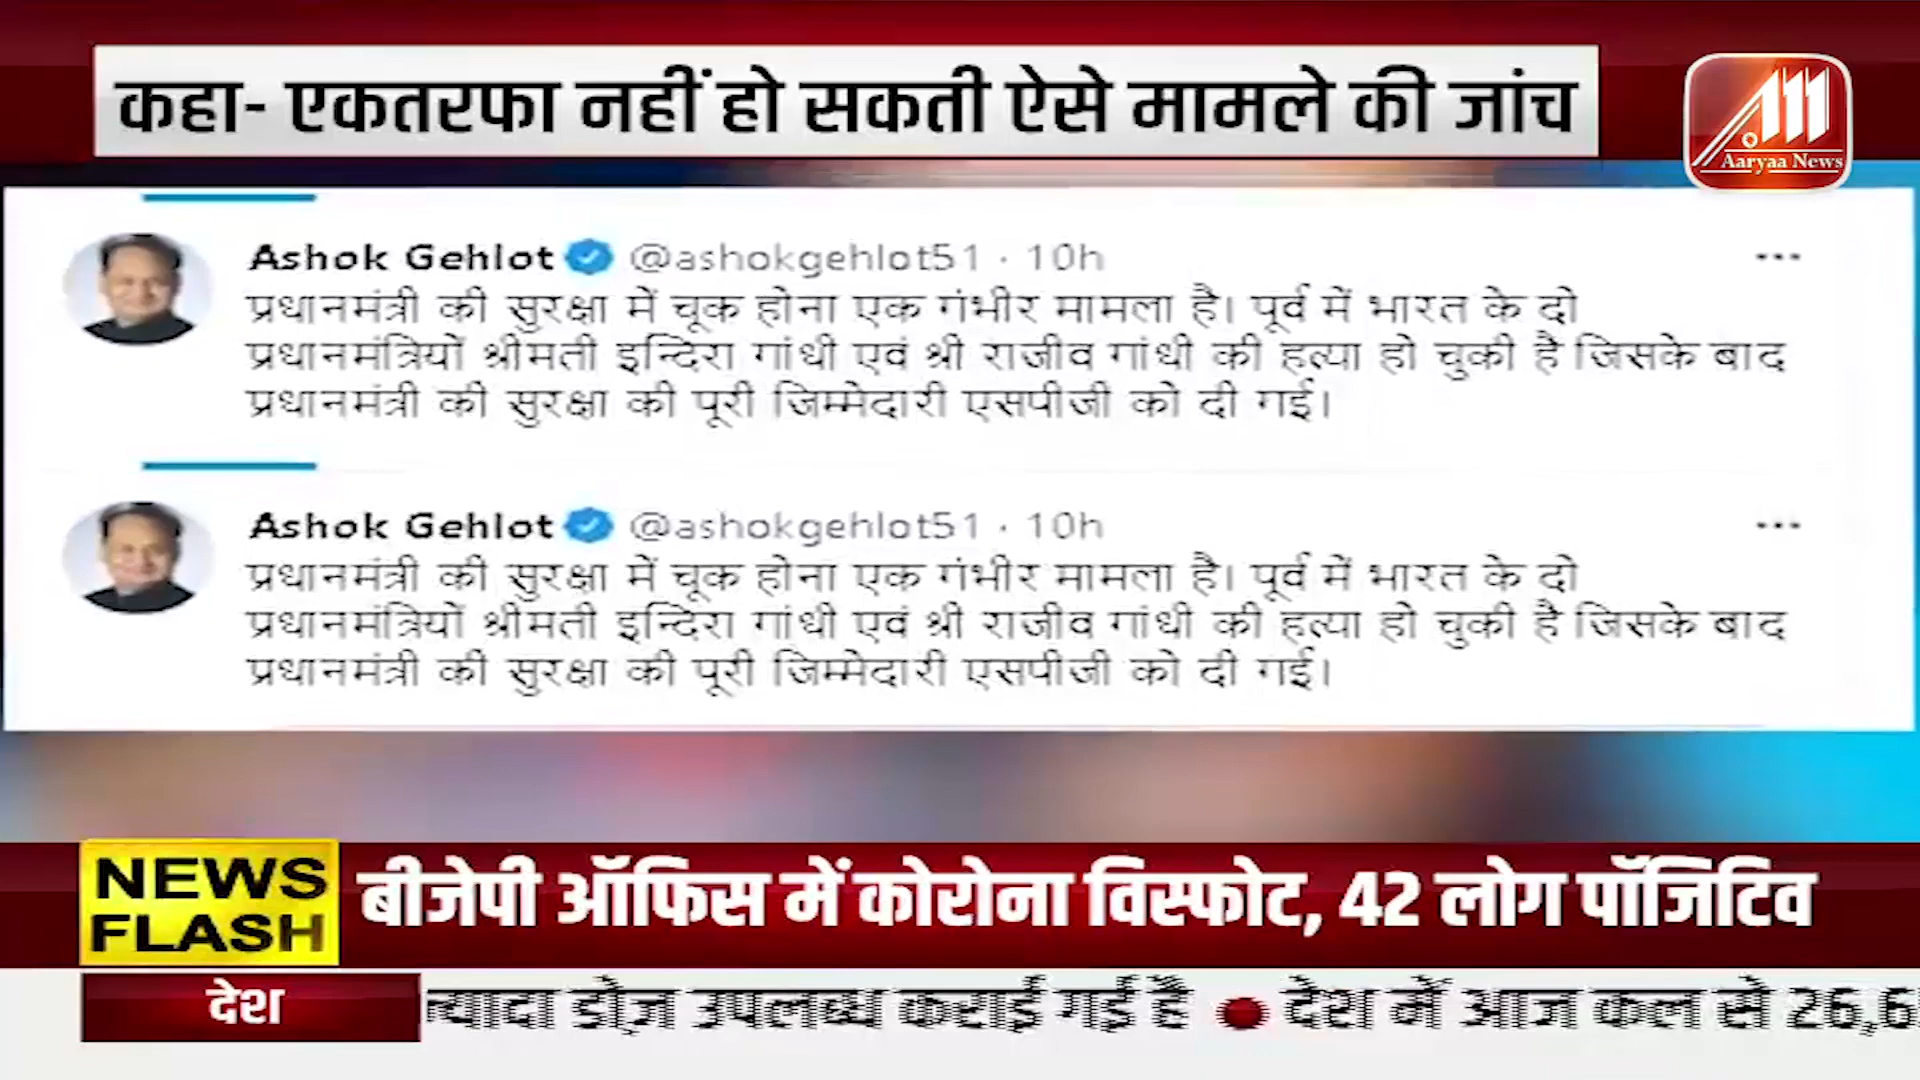 कहा- एकतरफा नहीं हो सकती ऐसे मामले की जांच
Aaryaa News
Ashok Gehlot @ashokgehlot51 · 10h
प्रधानमंत्री की सुरक्षा में चूक होना एक गंभीर मामला है। पूर्व में भारत के दो
प्रधानमंत्रियों श्रीमती इन्दिरा गांधी एवं श्री राजीव गांधी की हत्या हो चुकी है जिसके बाद
प्रधानमंत्री की सुरक्षा की पूरी जिम्मेदारी एसपीजी को दी गई।
Ashok Gehlot @ashokgehlot51 · 10h
प्रधानमंत्री की सुरक्षा में चूक होना एक गंभीर मामला है। पूर्व में भारत के दो
प्रधानमंत्रियों श्रीमती इन्दिरा गांधी एवं श्री राजीव गांधी की हत्या हो चुकी है जिसके बाद
प्रधानमंत्री की सुरक्षा की पूरी जिम्मेदारी एसपीजी को दी गई।
NEWS
FLASH
बीजेपी ऑफिस में कोरोना विस्फोट, 42 लोग पॉजिटिव
देश
डोज़ उपलब्ध कराई गई है ● देश में आज कल से 26,6